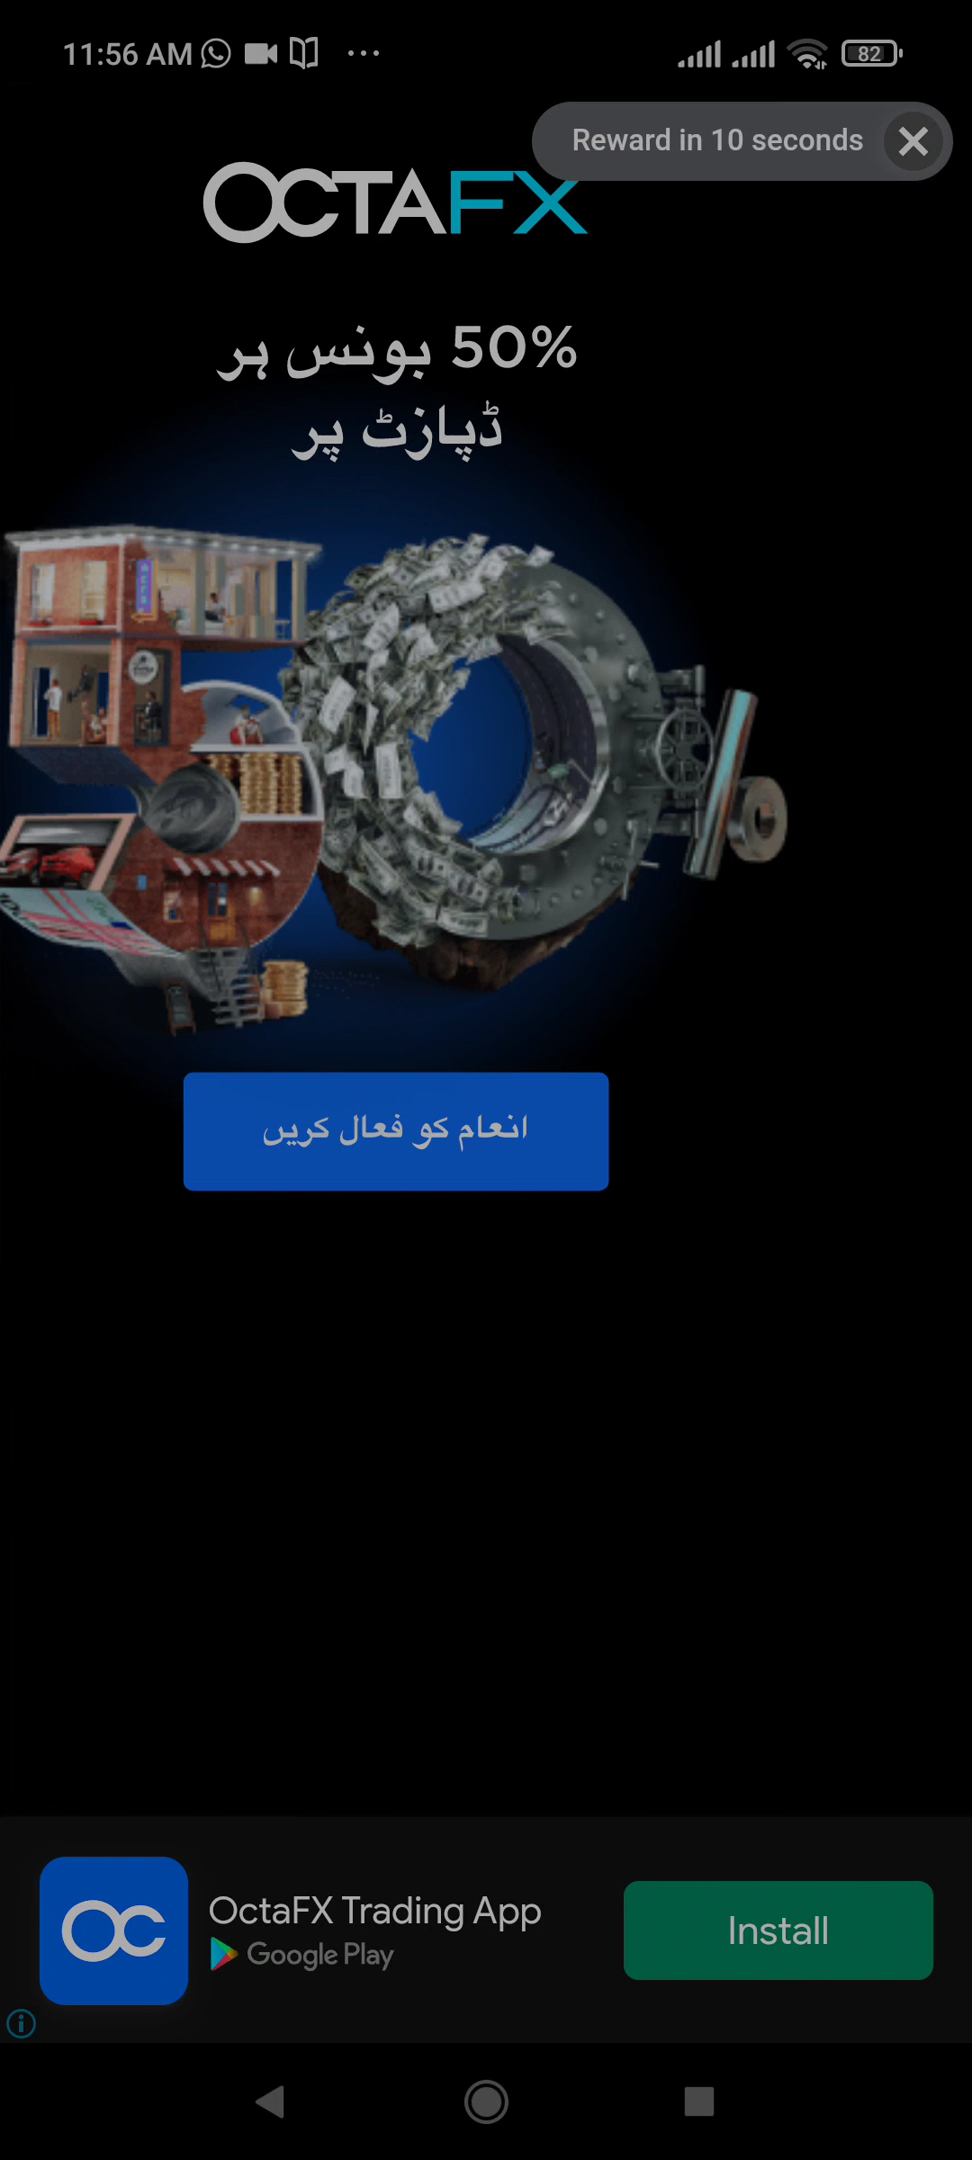 11:56 AM
82
Reward in 10 seconds
OCTAFX
50% بونس ہر
ڈپازٹ پر
انعام کو فعال کریں
OC
OctaFX Trading App
Google Play
Install